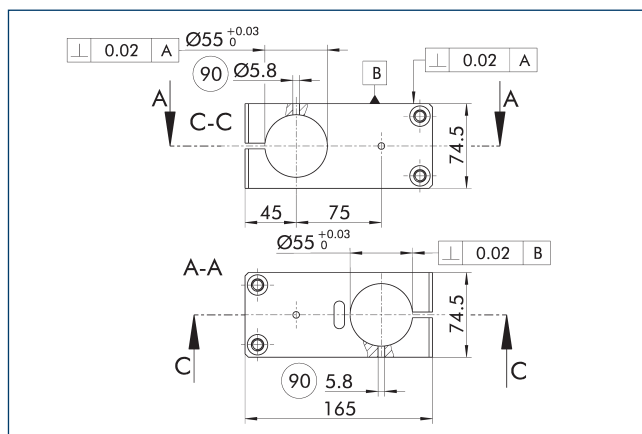 Ø55 +0.03 0
⊥ 0.02 A
90 Ø5.8
B
⊥ 0.02 A
A
A
C-C
74.5
45
75
Ø55 +0.03 0
⊥ 0.02 B
A-A
74.5
C
C
90 5.8
165